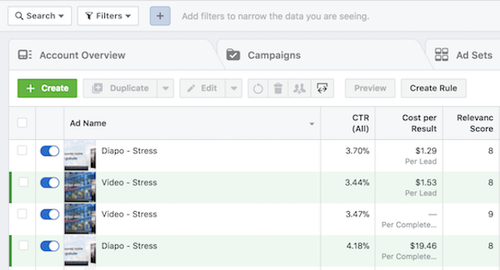 Search Filters + Add filters to narrow the data you are seeing.
Account Overview Campaigns Ad Sets
+ Create Duplicate Edit Preview Create Rule
Ad Name CTR (All) Cost per Result Relevanc Score
Diapo - Stress 3.70% $1.29 8
Per Lead
Video - Stress 3.44% $1.53 8
Per Lead
Video - Stress 3.47% — 9
Per Complete...
Diapo - Stress 4.18% $19.46 8
Per Complete...